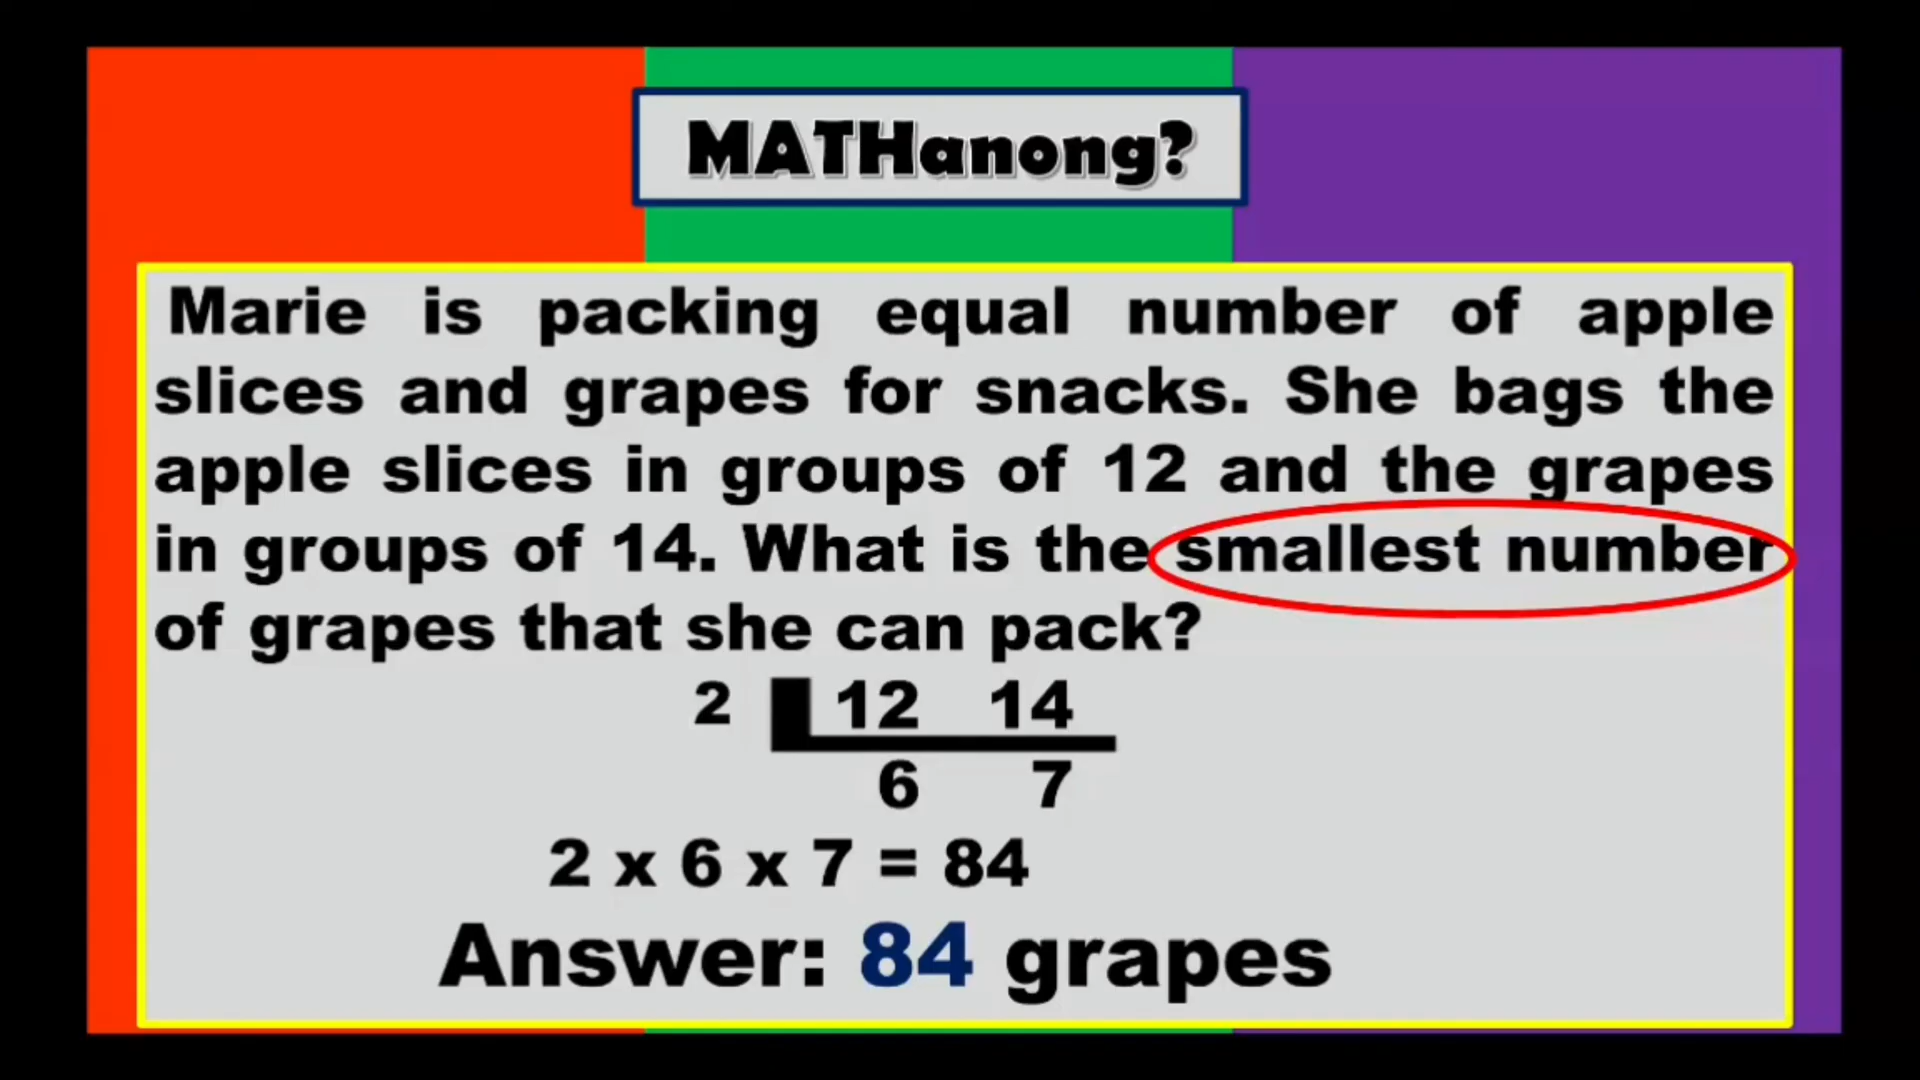 MATHanong?
Marie is packing equal number of apple
slices and grapes for snacks. She bags the
apple slices in groups of 12 and the grapes
in groups of 14. What is the smallest number
of grapes that she can pack?
2 12 14
6 7
2 x 6 x 7 = 84
Answer: 84 grapes